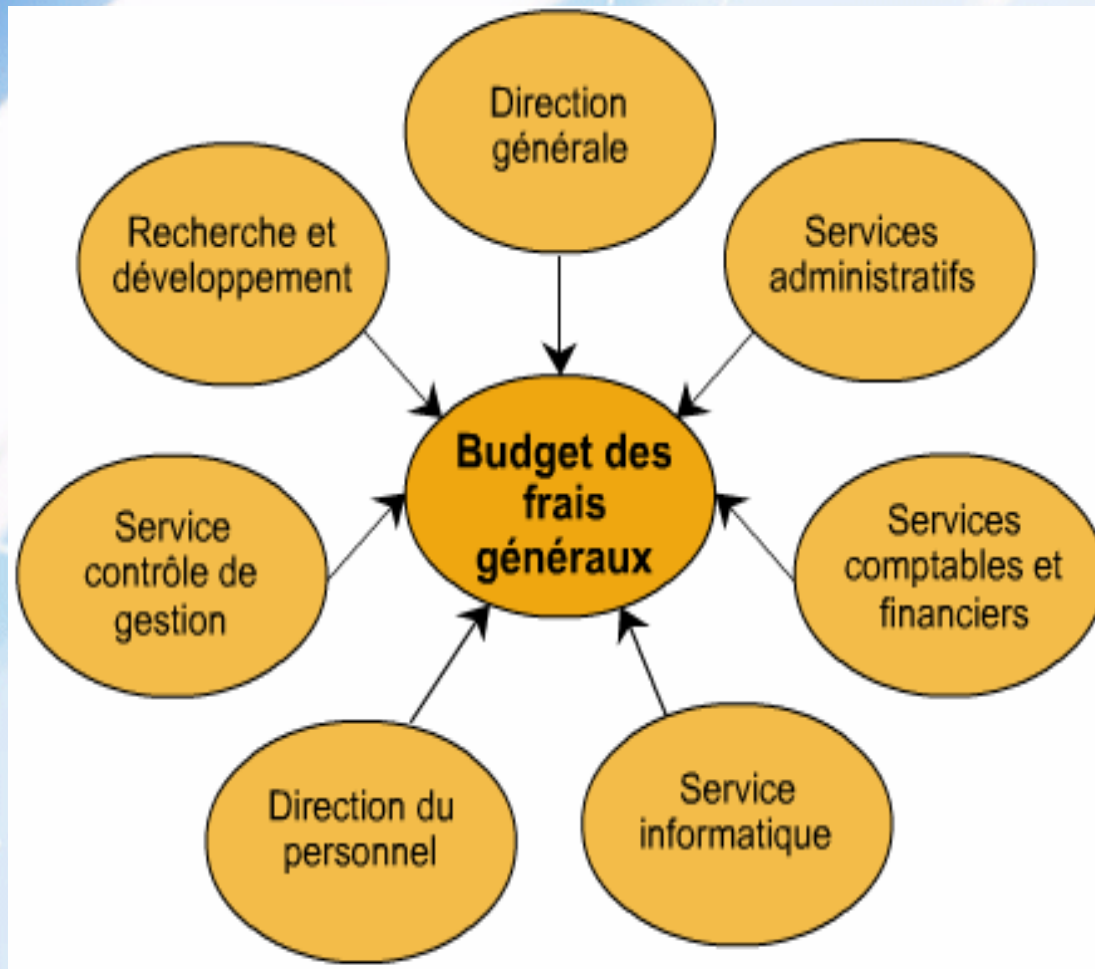 Direction
générale
Recherche et
développement
Services
administratifs
Budget des
frais
généraux
Service
contrôle de
gestion
Services
comptables et
financiers
Direction du
personnel
Service
informatique